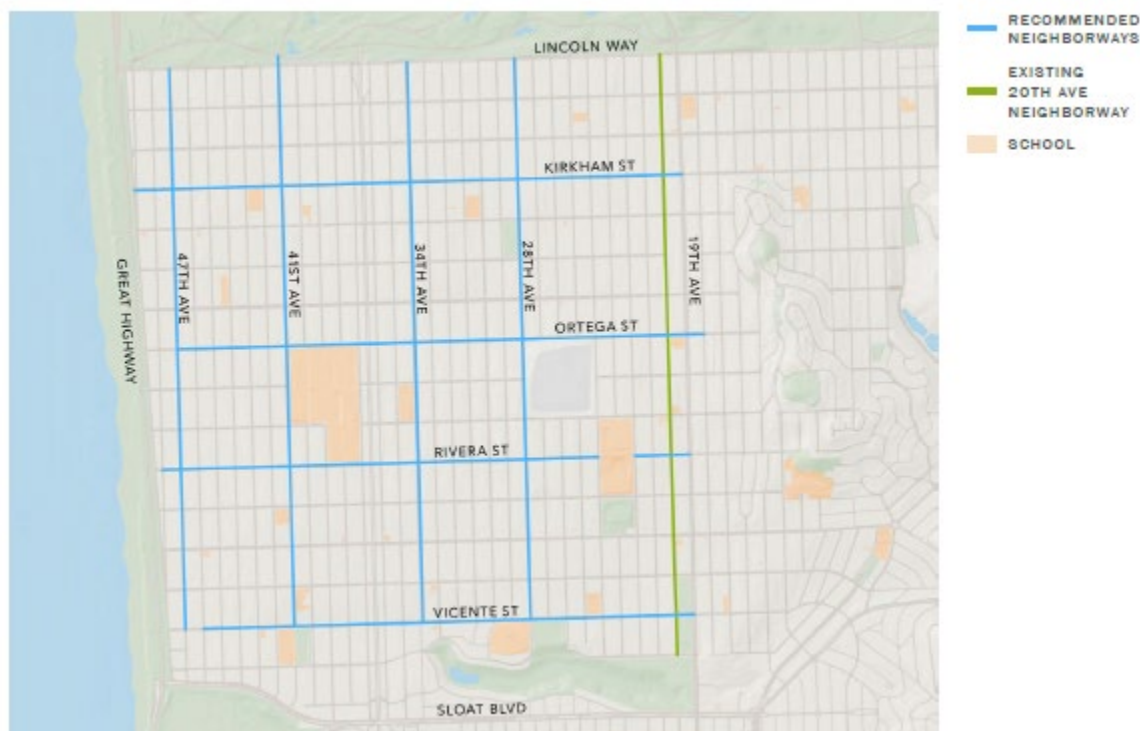 LINCOLN WAY
KIRKHAM ST
47TH AVE
41ST AVE
34TH AVE
28TH AVE
19TH AVE
GREAT HIGHWAY
ORTEGA ST
RIVERA ST
VICENTE ST
SLOAT BLVD
RECOMMENDED
NEIGHBORWAYS
EXISTING
20TH AVE
NEIGHBORWAY
SCHOOL